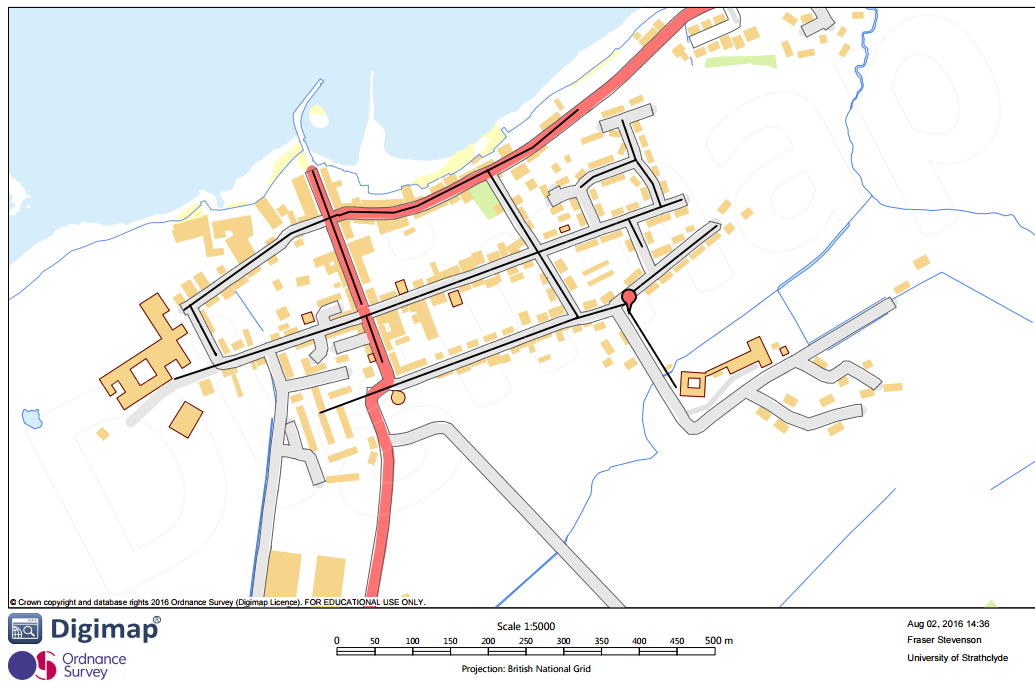 © Crown copyright and database rights 2016 Ordnance Survey (Digimap Licence). FOR EDUCATIONAL USE ONLY.
Digimap®
Ordnance
Survey
Scale 1:5000
0 50 100 150 200 250 300 350 400 450 500 m
Projection: British National Grid
Aug 02, 2016 14:36
Fraser Stevenson
University of Strathclyde